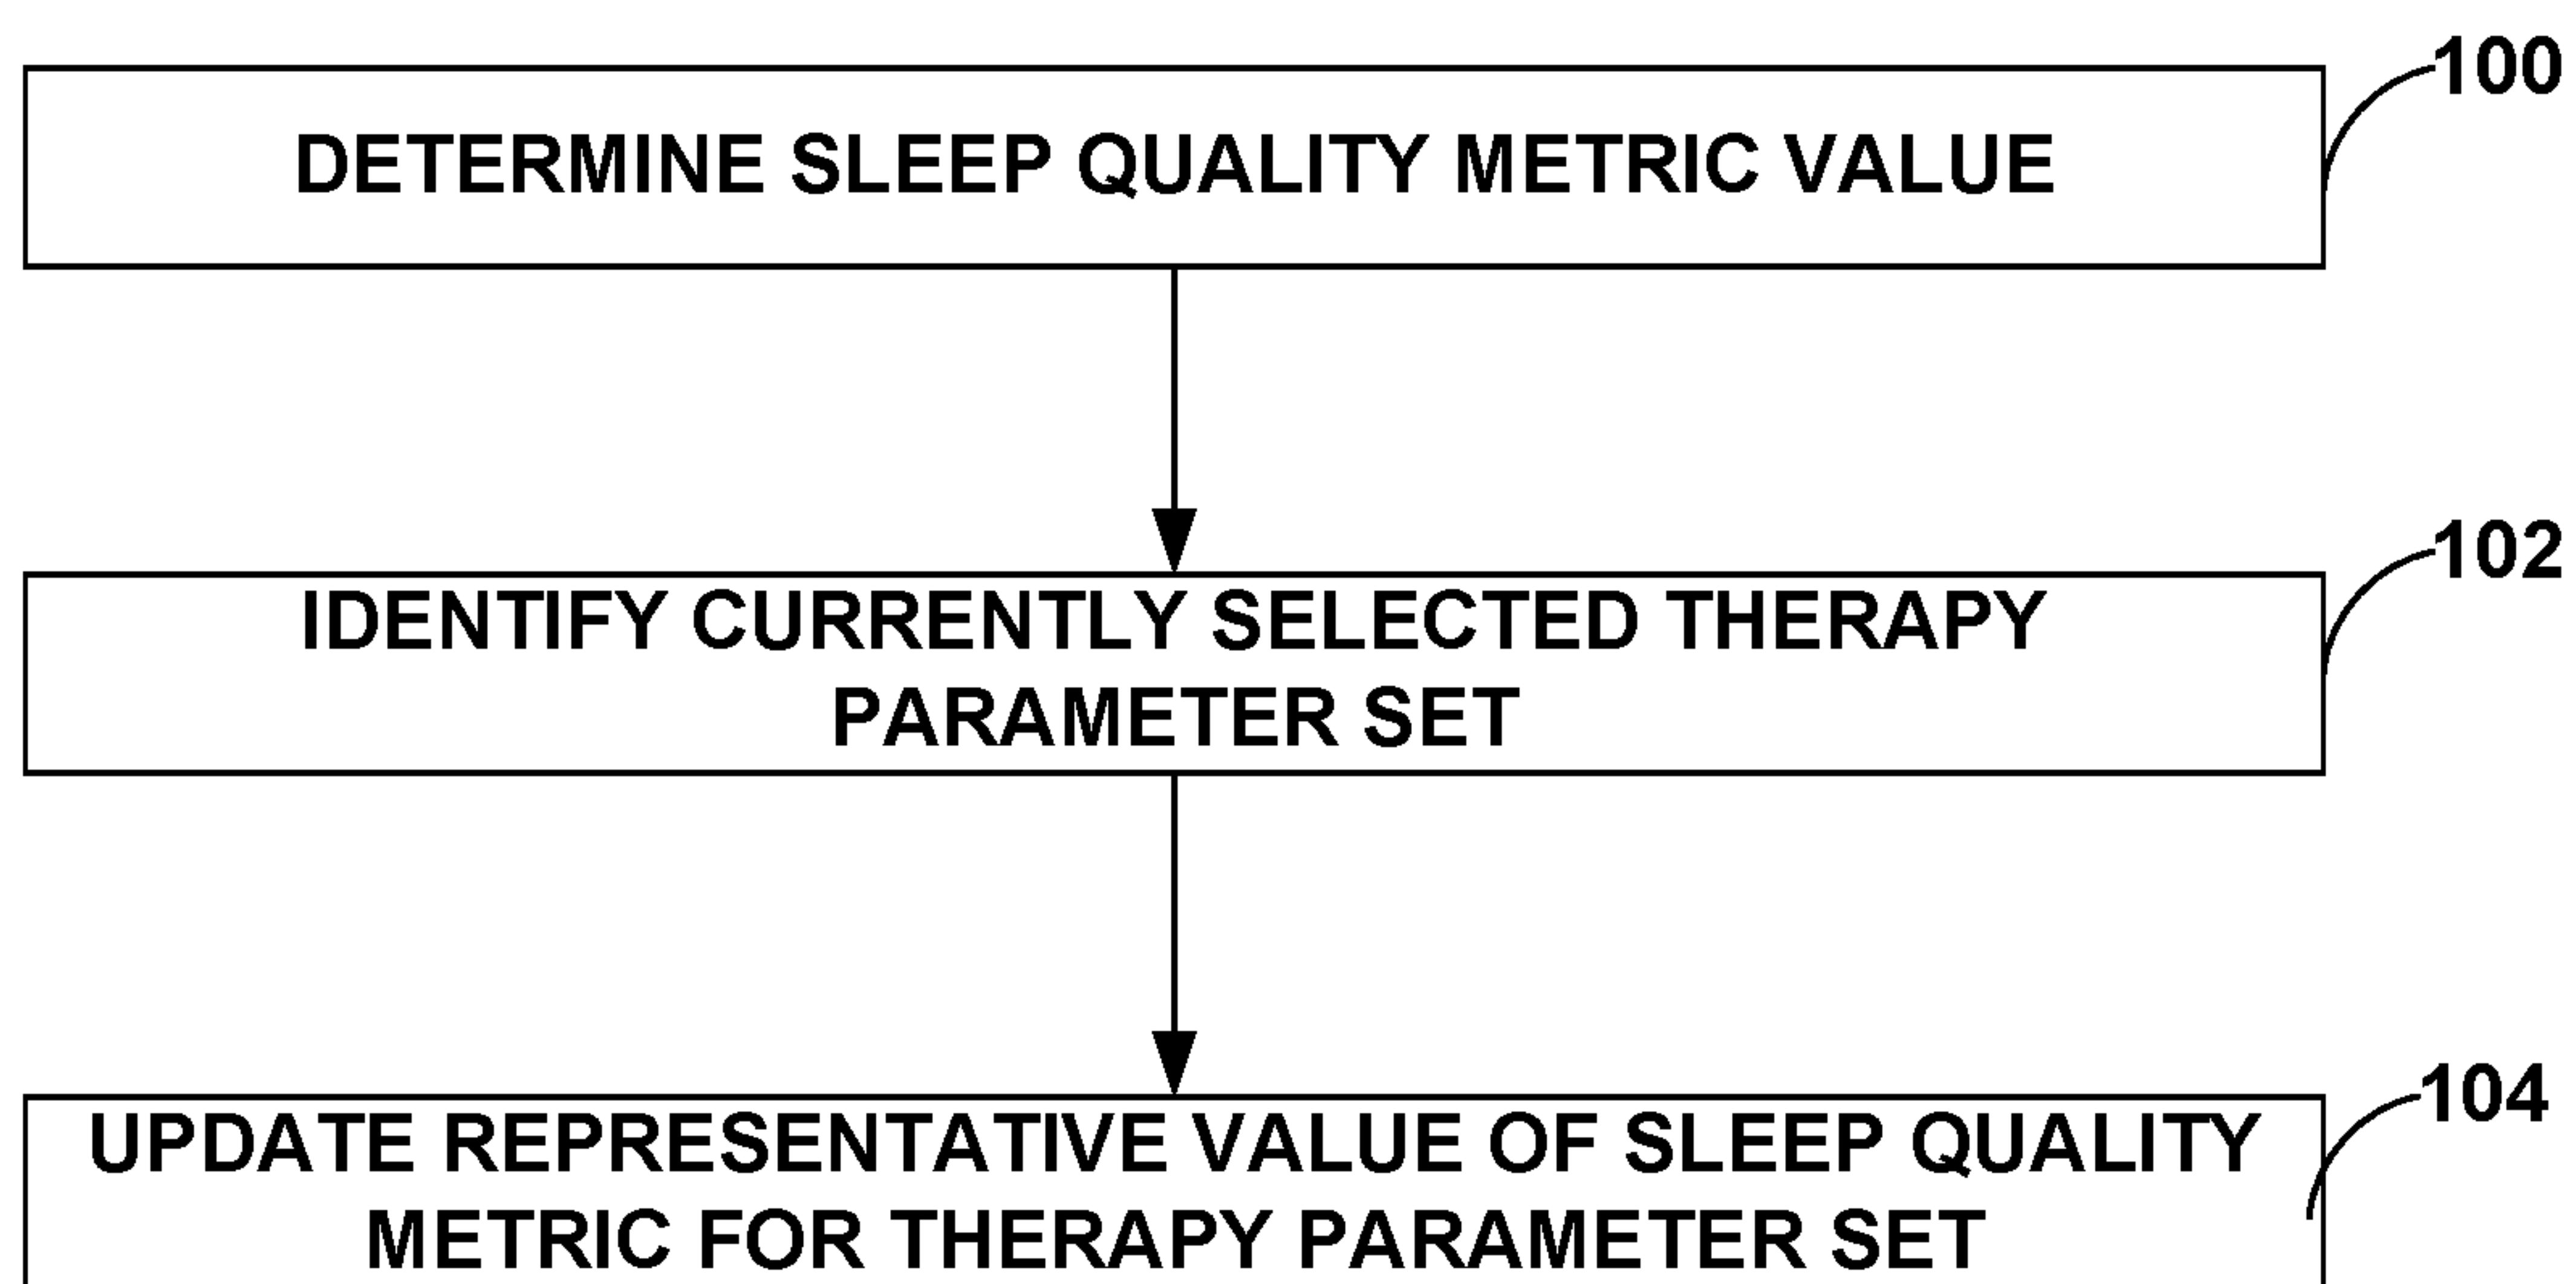 100
DETERMINE SLEEP QUALITY METRIC VALUE
102
IDENTIFY CURRENTLY SELECTED THERAPY
PARAMETER SET
104
UPDATE REPRESENTATIVE VALUE OF SLEEP QUALITY
METRIC FOR THERAPY PARAMETER SET